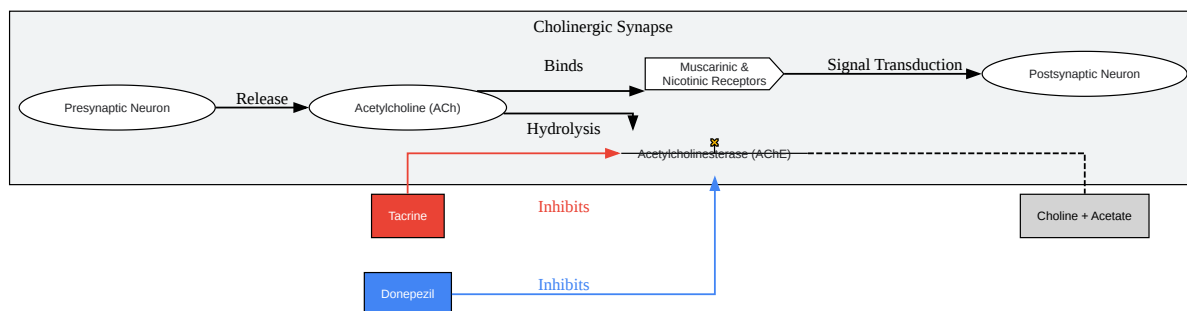 Cholinergic Synapse
Binds
Muscarinic &
Nicotinic Receptors
Signal Transduction
Postsynaptic Neuron
Presynaptic Neuron
Release
Acetylcholine (ACh)
Hydrolysis
Acetylcholinesterase (AChE)
Tacrine
Inhibits
Choline + Acetate
Donepezil
Inhibits